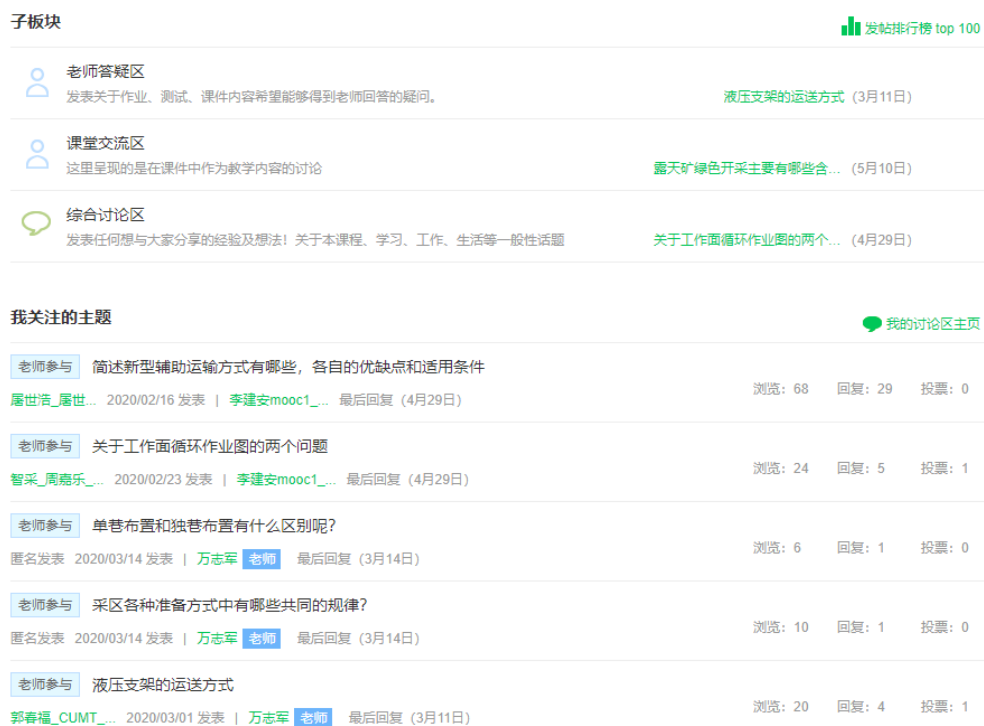 子板块
发帖排行榜 top 100
老师答疑区
发表关于作业、测试、课件内容希望能够得到老师回答的疑问。
液压支架的运送方式 (3月11日)
课堂交流区
这里呈现的是在课件中作为教学内容的讨论
露天矿绿色开采主要有哪些含... (5月10日)
综合讨论区
发表任何想与大家分享的经验及想法！关于本课程、学习、工作、生活等一般性话题
关于工作面循环作业图的两个... (4月29日)
我关注的主题
我的讨论区主页
老师参与 简述新型辅助运输方式有哪些，各自的优缺点和适用条件
屠世浩_屠世... 2020/02/16 发表 | 李建安mooc1_... 最后回复 (4月29日)
浏览：68 回复：29 投票：0
老师参与 关于工作面循环作业图的两个问题
智采_周嘉乐_... 2020/02/23 发表 | 李建安mooc1_... 最后回复 (4月29日)
浏览：24 回复：5 投票：1
老师参与 单巷布置和独巷布置有什么区别呢？
匿名发表 2020/03/14 发表 | 万志军 老师 最后回复 (3月14日)
浏览：6 回复：1 投票：0
老师参与 采区各种准备方式中有哪些共同的规律？
匿名发表 2020/03/14 发表 | 万志军 老师 最后回复 (3月14日)
浏览：10 回复：1 投票：0
老师参与 液压支架的运送方式
郭春福_CUMT_... 2020/03/01 发表 | 万志军 老师 最后回复 (3月11日)
浏览：20 回复：4 投票：1